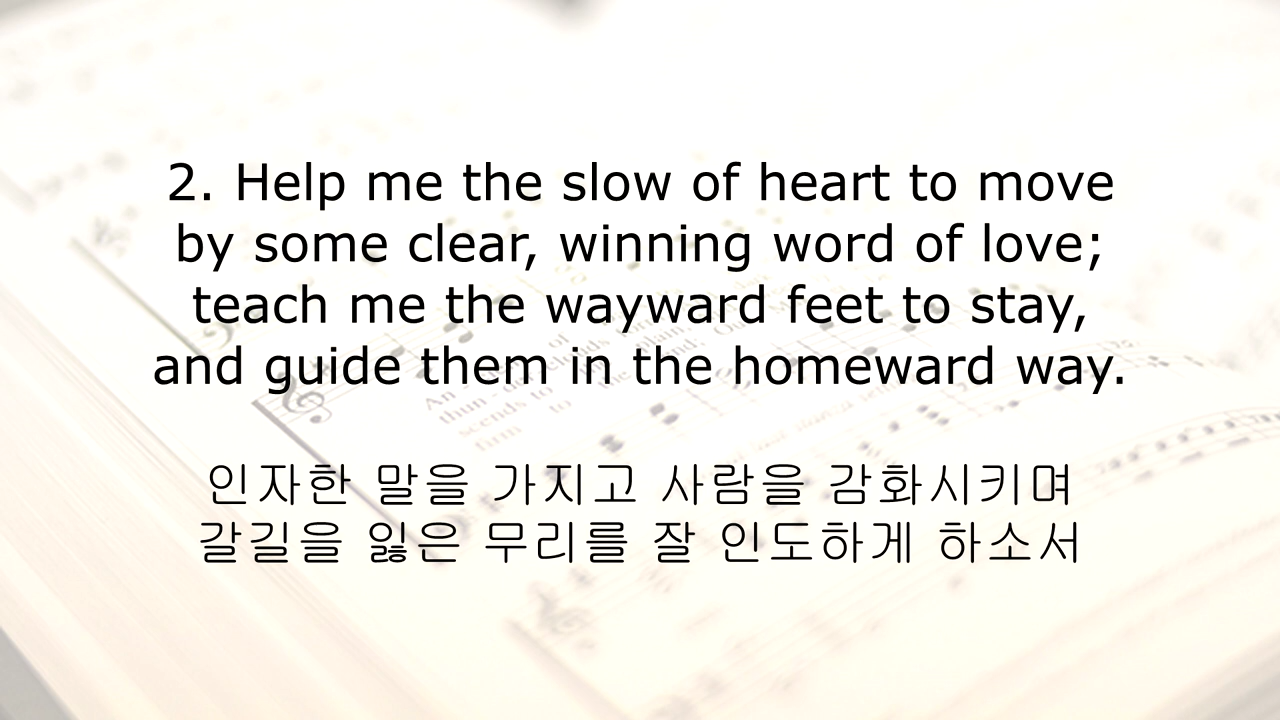 2. Help me the slow of heart to move
by some clear, winning word of love;
teach me the wayward feet to stay,
and guide them in the homeward way.
인자한 말을 가지고 사람을 감화시키며
갈길을 잃은 무리를 잘 인도하게 하소서